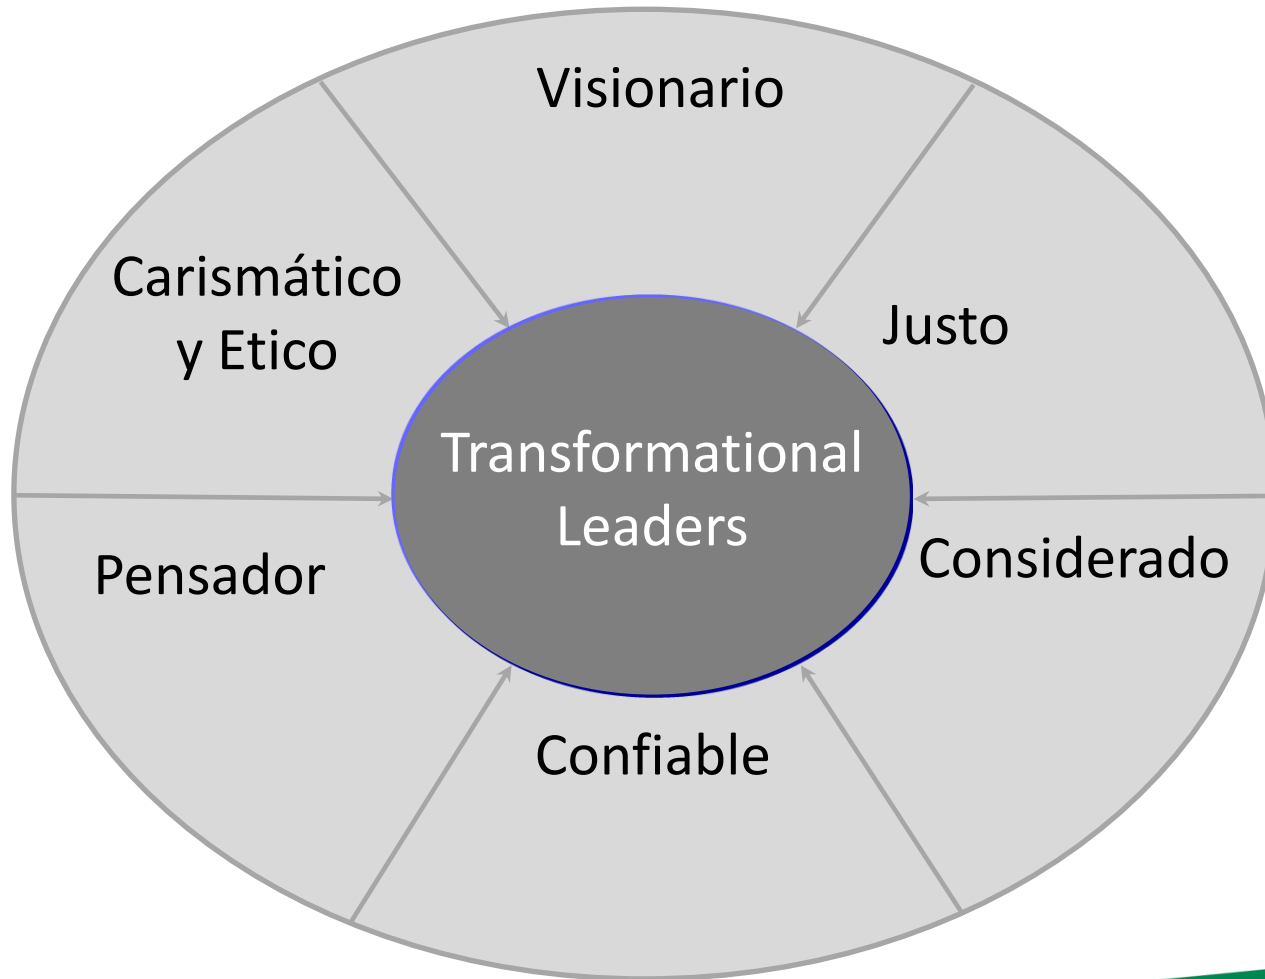 Visionario
Carismático
y Etico
Justo
Transformational
Leaders
Pensador
Considerado
Confiable